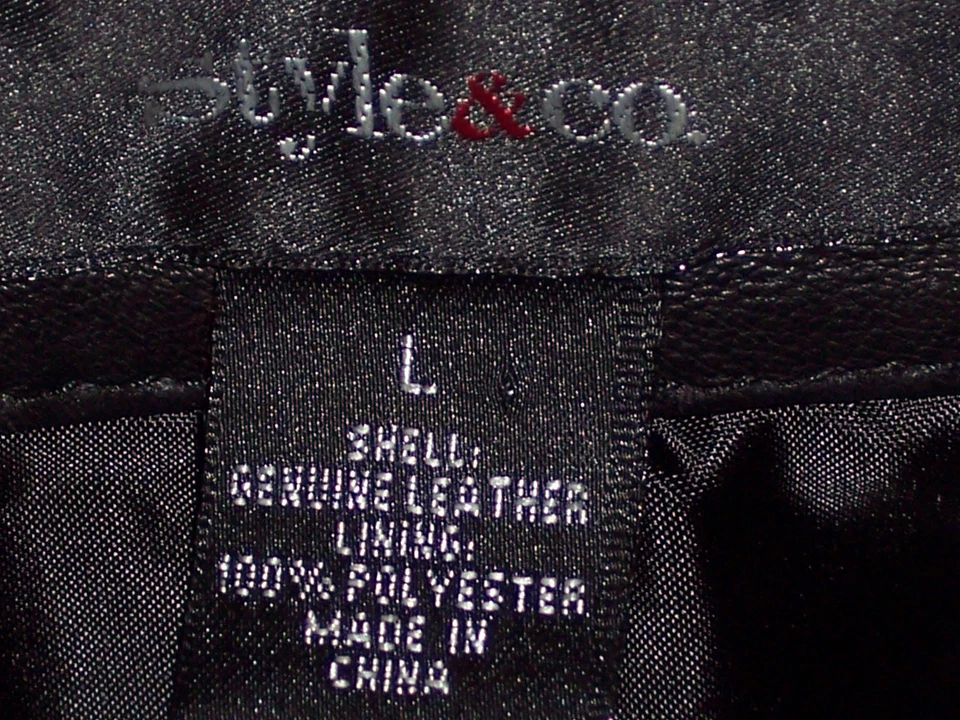 style&co.
L
SHELL:
GENUINE LEATHER
LINING:
100% POLYESTER
MADE IN
CHINA